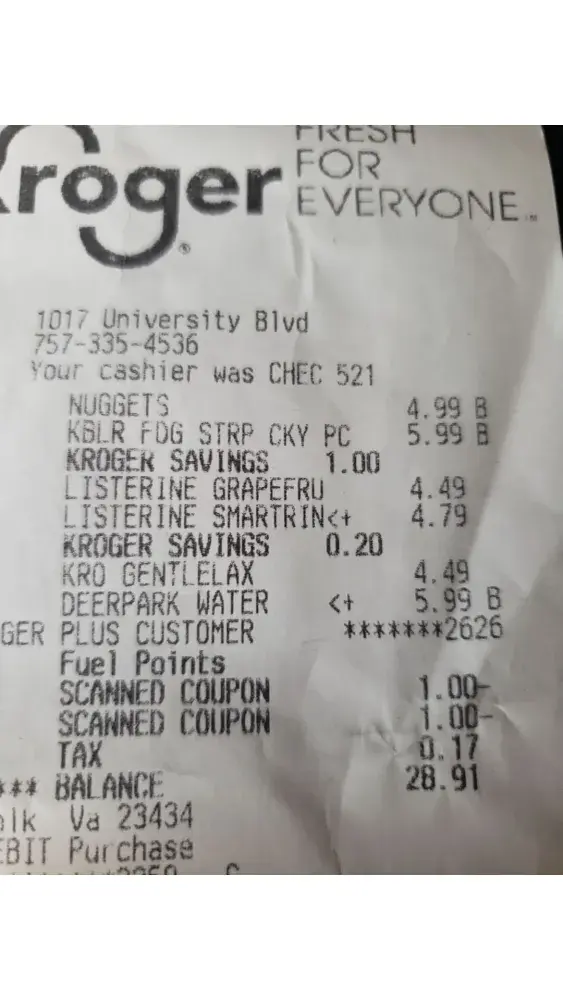 FRESH
FOR
EVERYONE™
Kroger®
1017 University Blvd
757-335-4536
Your cashier was CHEC 521
NUGGETS 4.99 B
KBLR FDG STRP CKY PC 5.99 B
KROGER SAVINGS 1.00
LISTERINE GRAPEFRU 4.49
LISTERINE SMARTRIN<+ 4.79
KROGER SAVINGS 0.20
KRO GENTLELAX 4.49
DEERPARK WATER <+ 5.99 B
GER PLUS CUSTOMER *******2626
Fuel Points
SCANNED COUPON 1.00-
SCANNED COUPON 1.00-
TAX 0.17
*** BALANCE 28.91
olk Va 23434
EBIT Purchase